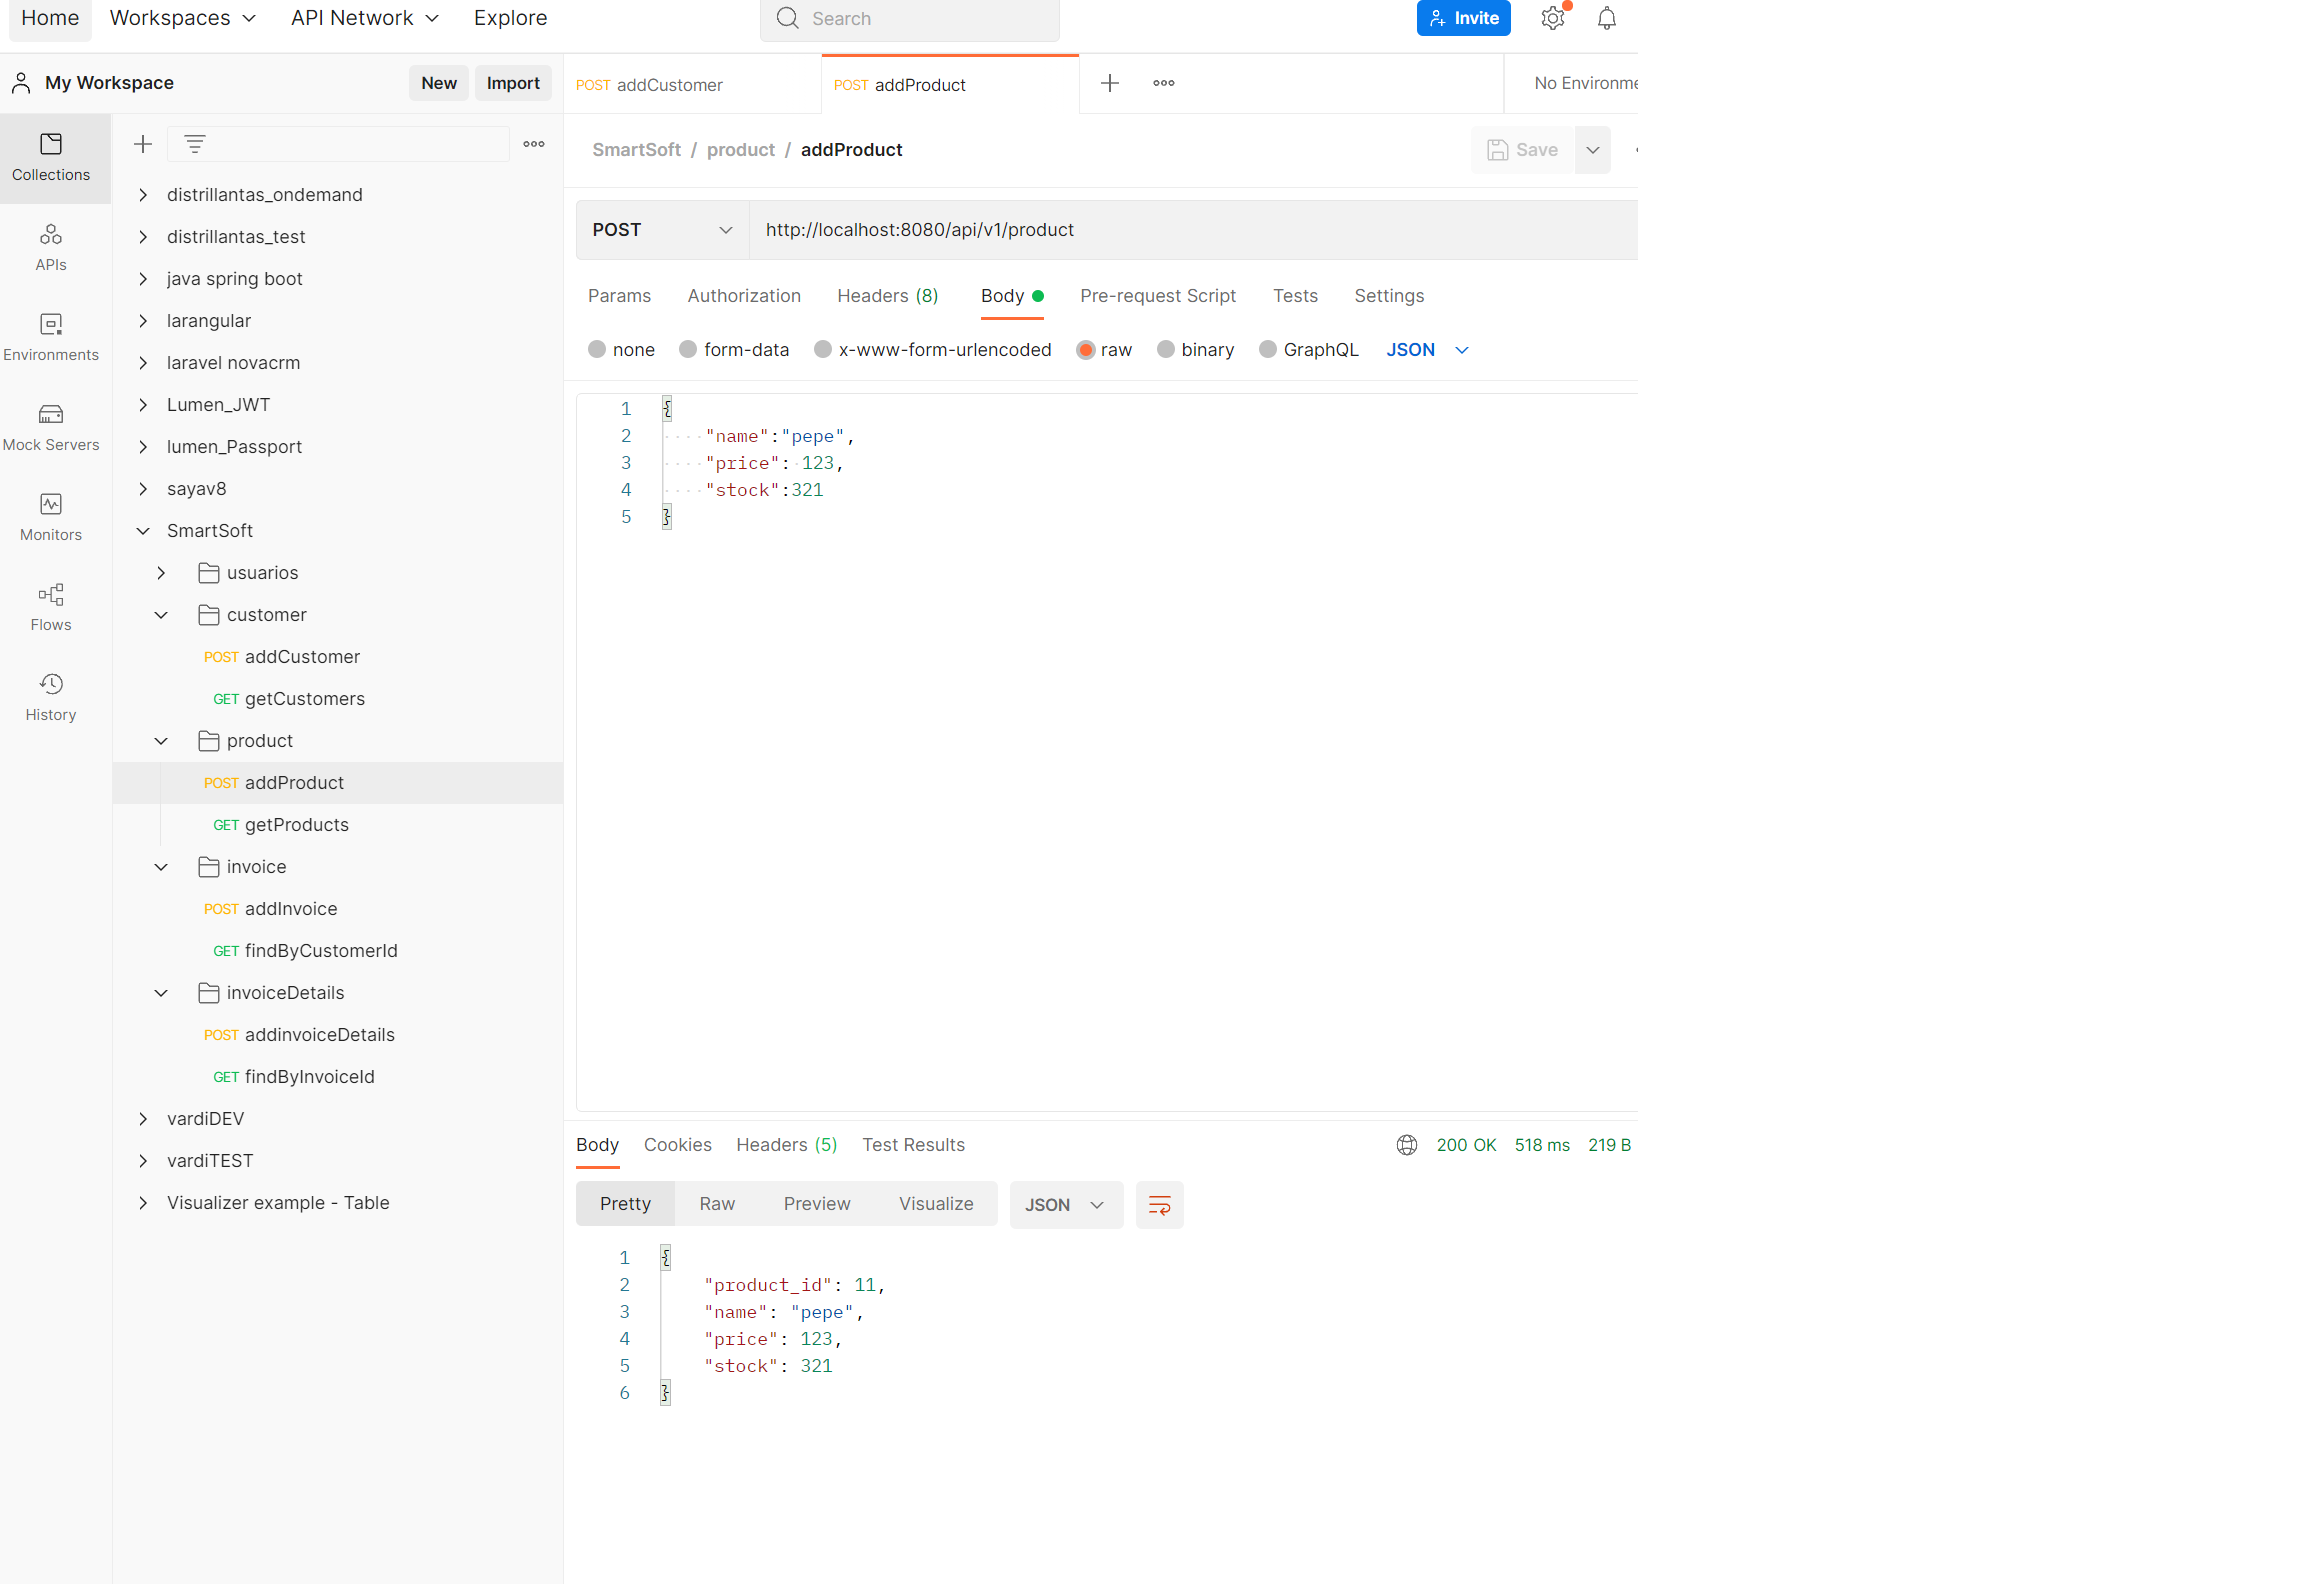 Home Workspaces API Network Explore Search Invite
My Workspace New Import POST addCustomer POST addProduct No Environme
Collections
APIs
Environments
Mock Servers
Monitors
Flows
History
distrillantas_ondemand
distrillantas_test
java spring boot
larangular
laravel novacrm
Lumen_JWT
lumen_Passport
sayav8
SmartSoft
usuarios
customer
POST addCustomer
GET getCustomers
product
POST addProduct
GET getProducts
invoice
POST addInvoice
GET findByCustomerId
invoiceDetails
POST addinvoiceDetails
GET findByInvoiceId
vardiDEV
vardiTEST
Visualizer example - Table
SmartSoft / product / addProduct Save
POST http://localhost:8080/api/v1/product
Params Authorization Headers (8) Body Pre-request Script Tests Settings
none form-data x-www-form-urlencoded raw binary GraphQL JSON
1 {
2 "name":"pepe",
3 "price": 123,
4 "stock":321
5 }
Body Cookies Headers (5) Test Results 200 OK 518 ms 219 B
Pretty Raw Preview Visualize JSON
1 {
2 "product_id": 11,
3 "name": "pepe",
4 "price": 123,
5 "stock": 321
6 }